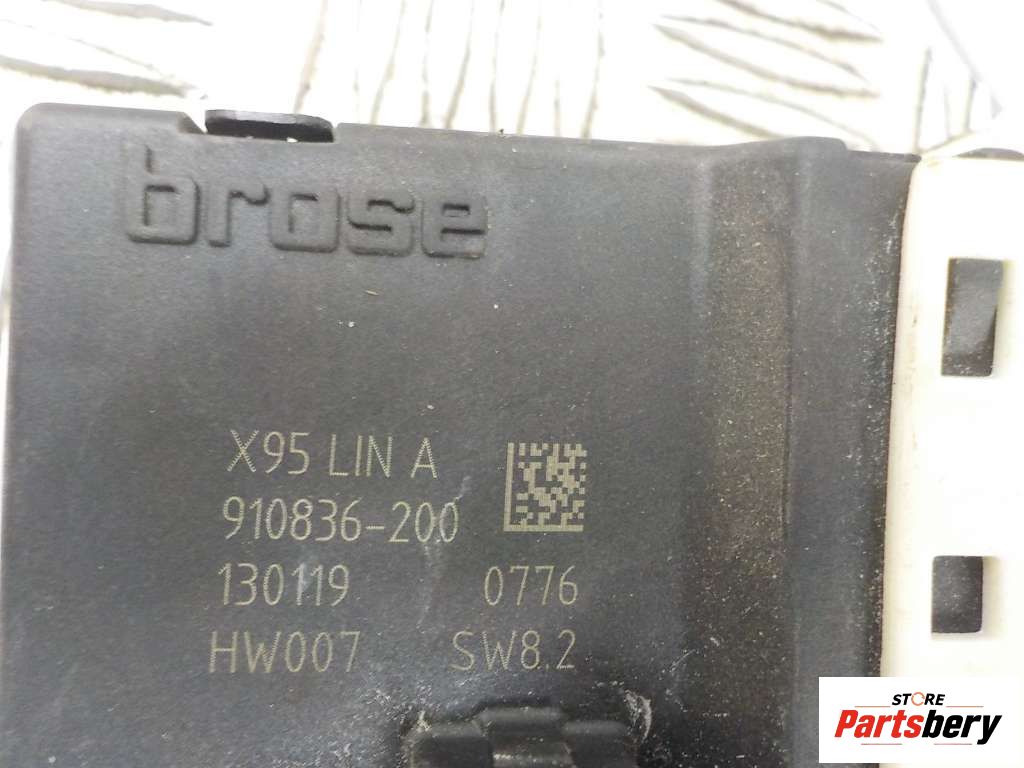 brose
X95 LIN A
910836-200
130119 0776
HW007 SW8.2
STORE
Partsbery